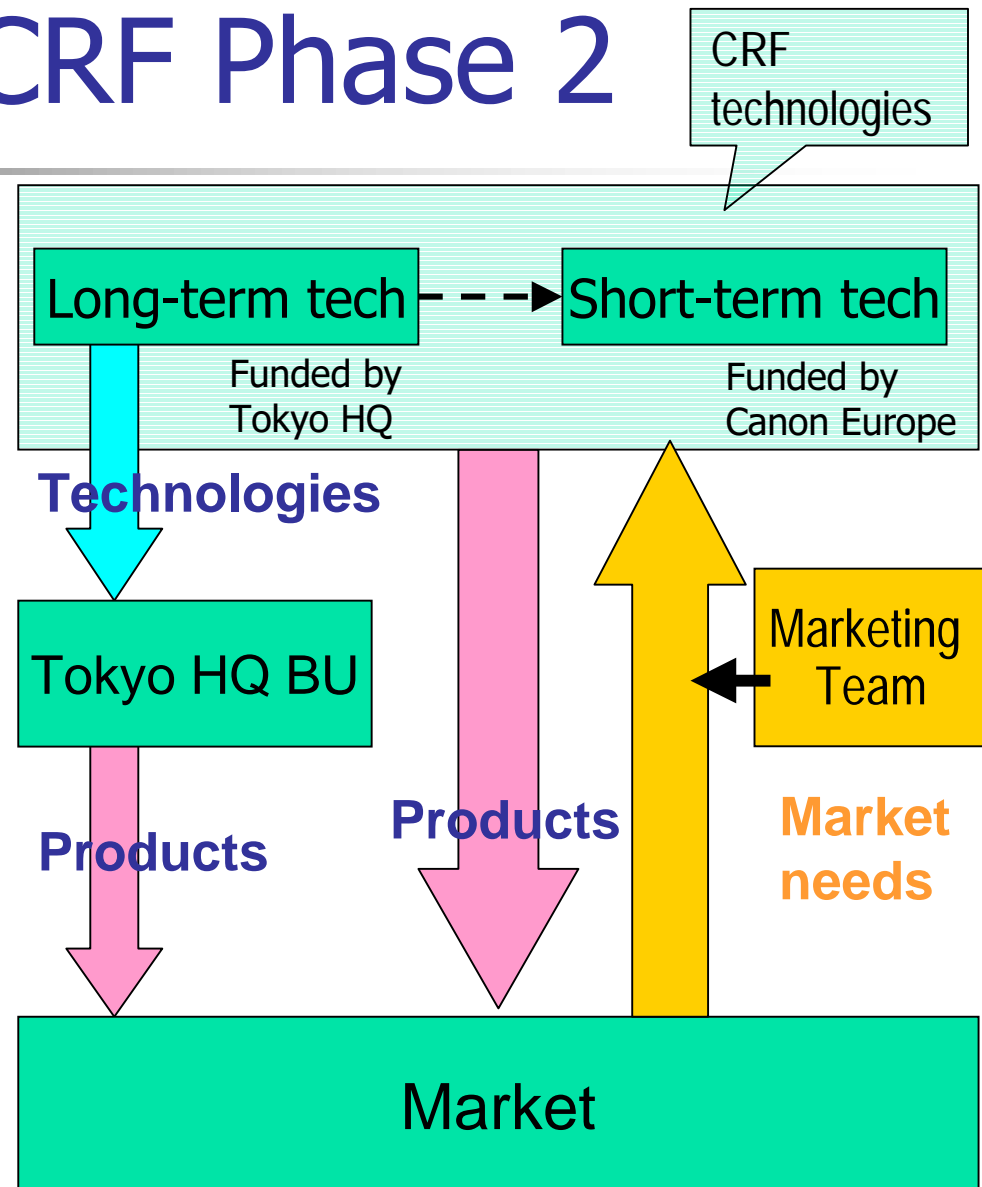 CRF Phase 2
CRF
technologies
Long-term tech
Short-term tech
Funded by
Tokyo HQ
Funded by
Canon Europe
Technologies
Tokyo HQ BU
Marketing
Team
Products
Products
Market
needs
Market